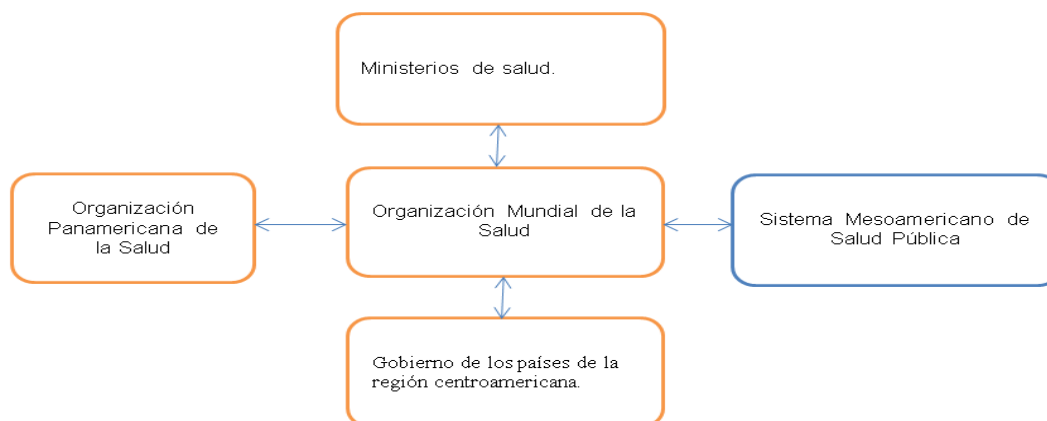 Ministerios de salud.
Organización
Panamericana de
la Salud
Organización Mundial de la
Salud
Sistema Mesoamericano de
Salud Pública
Gobierno de los países de la
región centroamericana.